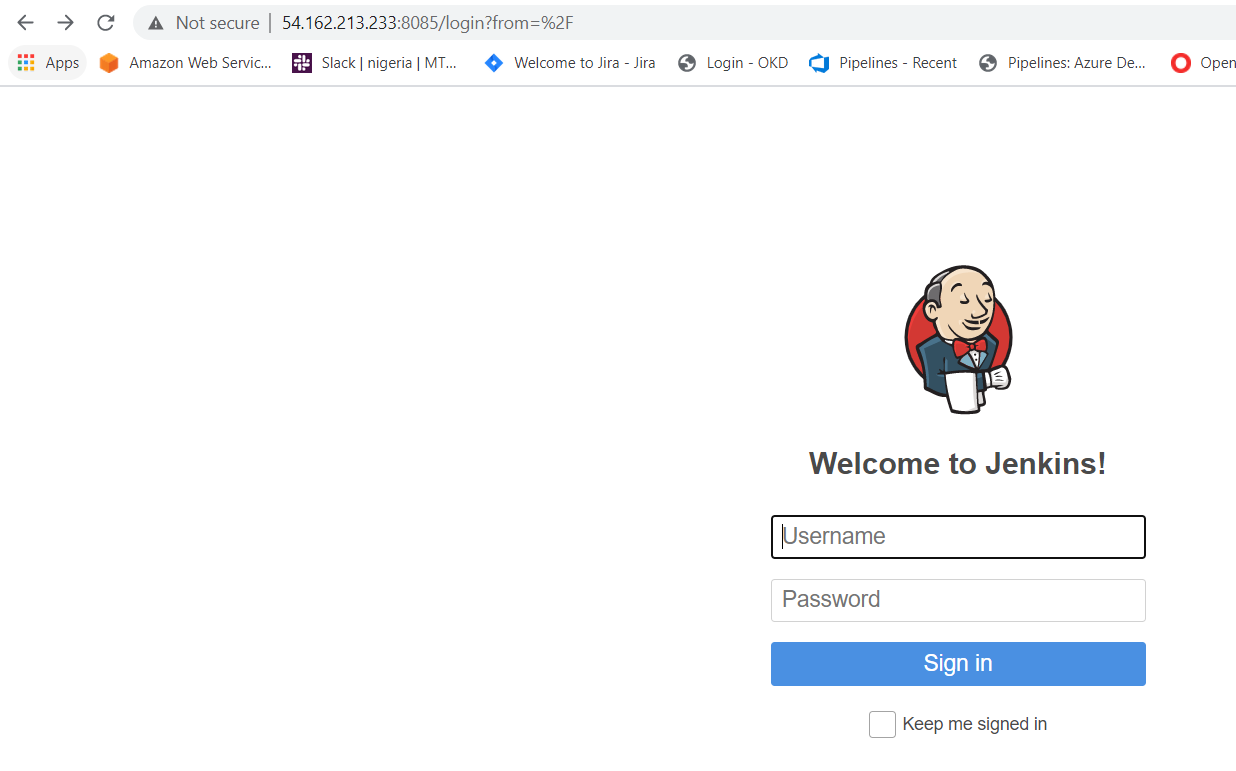 Not secure | 54.162.213.233:8085/login?from=%2F
Apps Amazon Web Servic... Slack | nigeria | MT... Welcome to Jira - Jira Login - OKD Pipelines - Recent Pipelines: Azure De... Open
Welcome to Jenkins!
Username
Password
Sign in
Keep me signed in